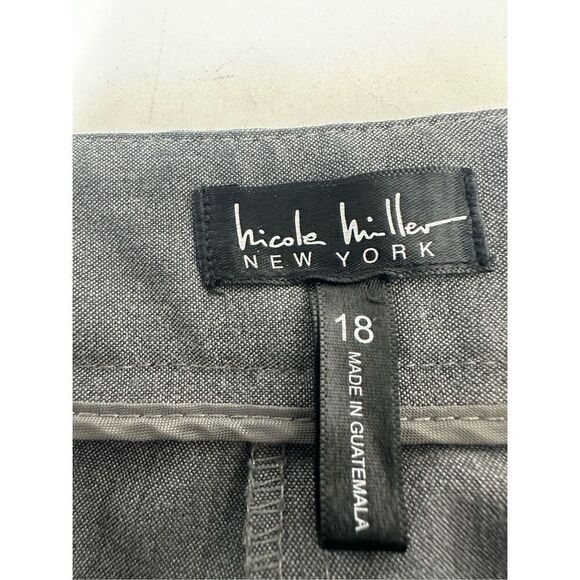 nicole miller
NEW YORK
18
MADE IN GUATEMALA